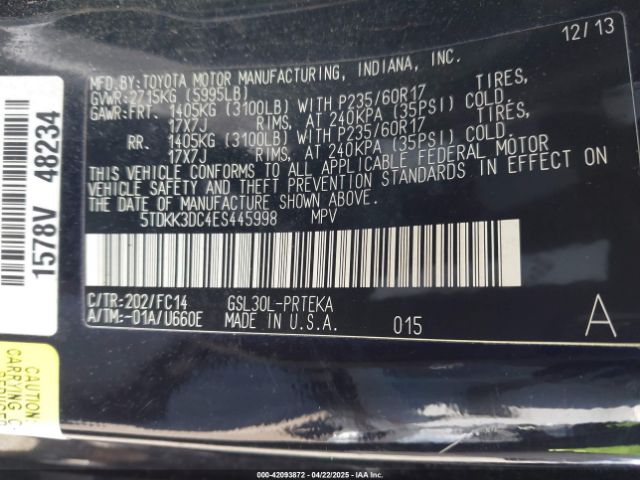 12/13
MFD.BY:TOYOTA MOTOR MANUFACTURING, INDIANA, INC.
GVWR:2715KG (5995LB)
GAWR:FRT. 1405KG (3100LB) WITH P235/60R17 TIRES,
17X7J RIMS, AT 240KPA (35PSI) COLD.
RR. 1405KG (3100LB) WITH P235/60R17 TIRES,
17X7J RIMS, AT 240KPA (35PSI) COLD.
THIS VEHICLE CONFORMS TO ALL APPLICABLE FEDERAL MOTOR
VEHICLE SAFETY AND THEFT PREVENTION STANDARDS IN EFFECT ON
THE DATE OF MANUFACTURE SHOWN ABOVE.
5TDKK3DC4ES445998 MPV
C/TR:202/FC14 GSL30L-PRTEKA
A/TM:-01A/U660E MADE IN U.S.A. 015 A
1578V 48234
CAUTION:
000-42093872 04/22/2025 - IAAI.COM